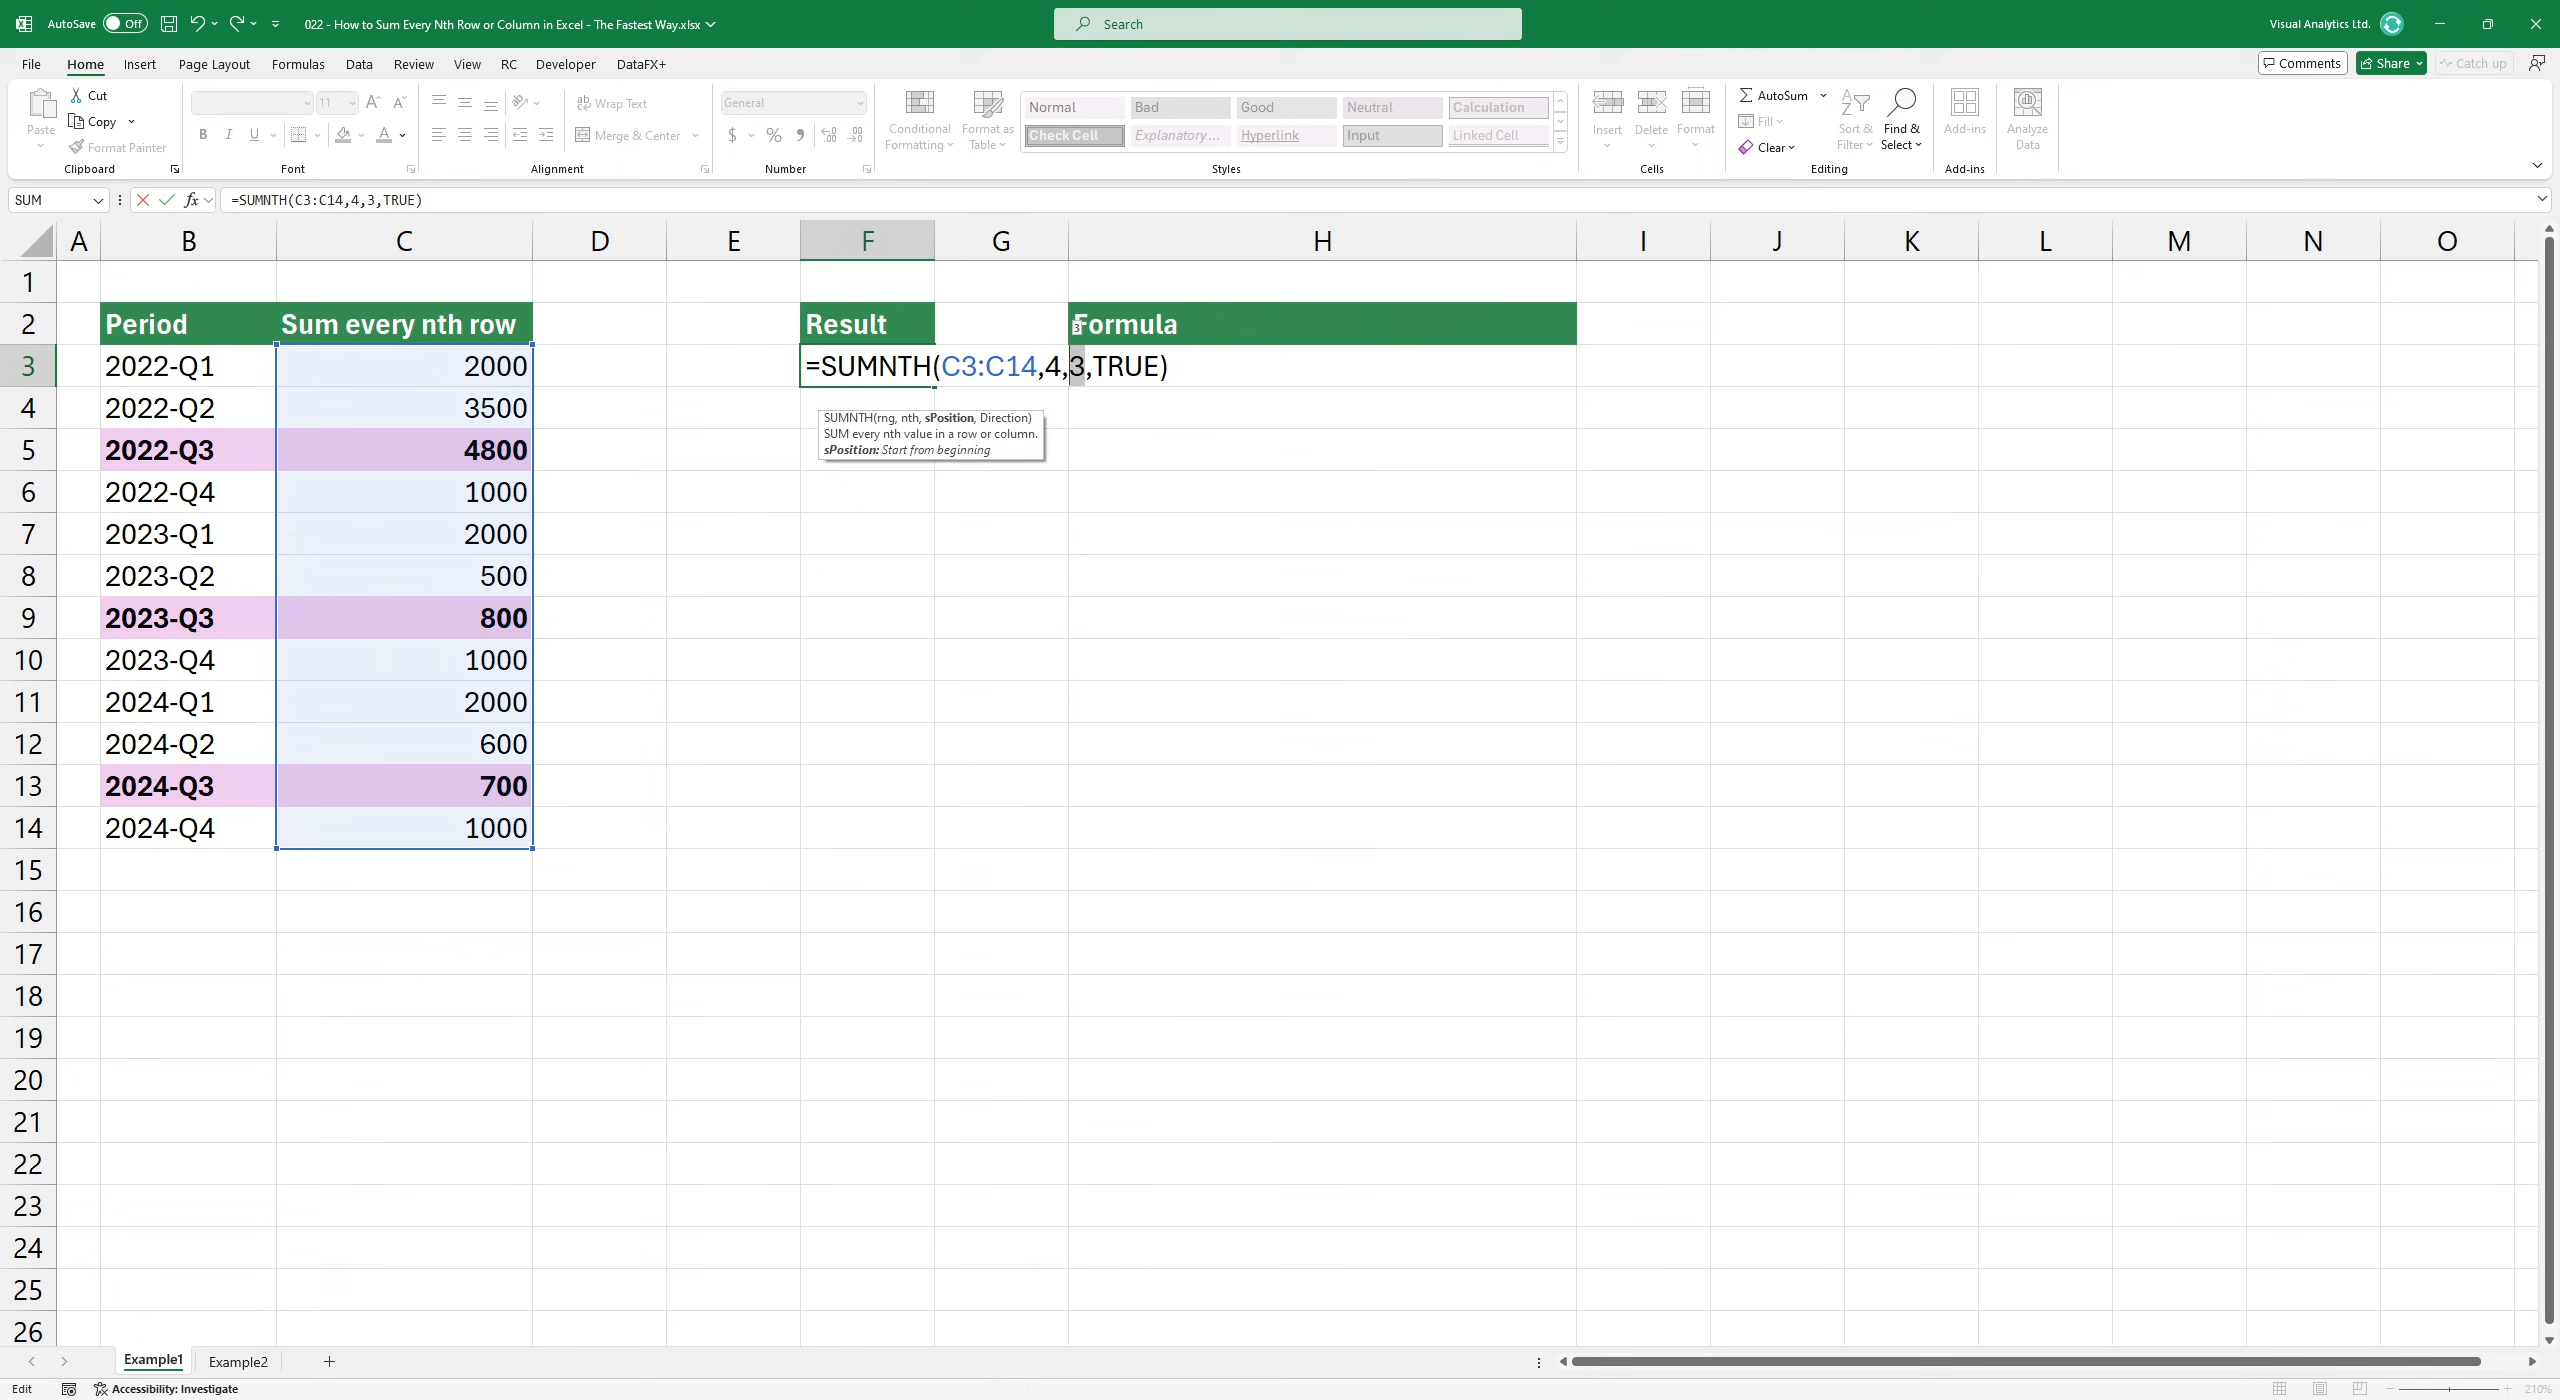 AutoSave Off 022 - How to Sum Every Nth Row or Column in Excel - The Fastest Way.xlsx Search Visual Analytics Ltd.
File Home Insert Page Layout Formulas Data Review View RC Developer DataFX+ Comments Share Catch up
Paste Cut Copy Format Painter Clipboard
11 B I U Font
ab Wrap Text Merge & Center Alignment
General $ % Number
Conditional Formatting Format as Table
Normal Bad Good Neutral Calculation
Check Cell Explanatory ... Hyperlink Input Linked Cell
Styles
Insert Delete Format Cells
AutoSum Fill Clear Sort & Filter Find & Select Editing
Add-ins Add-ins
Analyze Data
SUM fx =SUMNTH(C3:C14,4,3,TRUE)
A B C D E F G H I J K L M N O
1
2 Period Sum every nth row Result Formula
3 2022-Q1 2000 =SUMNTH(C3:C14,4,3,TRUE)
4 2022-Q2 3500
SUMNTH(rng, nth, sPosition, Direction)
SUM every nth value in a row or column.
sPosition: Start from beginning
5 2022-Q3 4800
6 2022-Q4 1000
7 2023-Q1 2000
8 2023-Q2 500
9 2023-Q3 800
10 2023-Q4 1000
11 2024-Q1 2000
12 2024-Q2 600
13 2024-Q3 700
14 2024-Q4 1000
15
16
17
18
19
20
21
22
23
24
25
26
Example1 Example2
Edit Accessibility: Investigate 210%